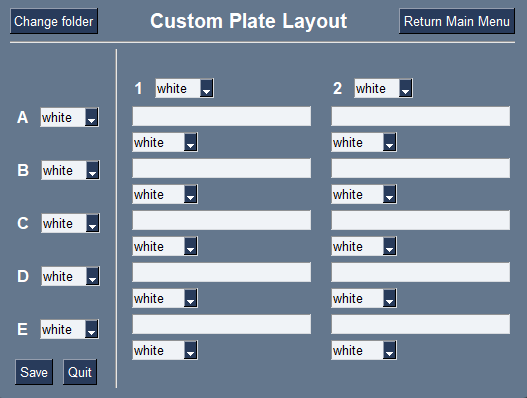 Change folder Custom Plate Layout Return Main Menu
1 white 2 white
A white
white white
B white
white white
C white
white white
D white
white white
E white
white white
Save Quit